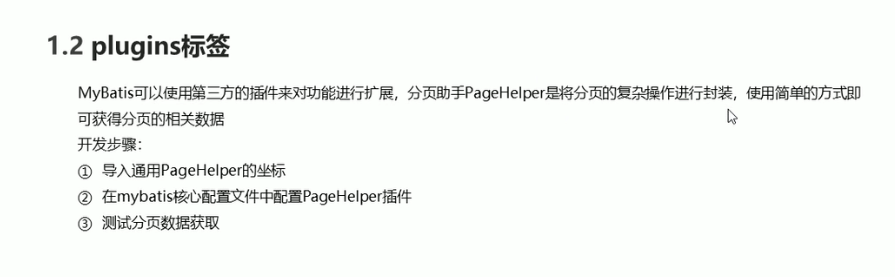 1.2 plugins标签
MyBatis可以使用第三方的插件来对功能进行扩展，分页助手PageHelper是将分页的复杂操作进行封装，使用简单的方式即
可获得分页的相关数据
开发步骤：
① 导入通用PageHelper的坐标
② 在mybatis核心配置文件中配置PageHelper插件
③ 测试分页数据获取